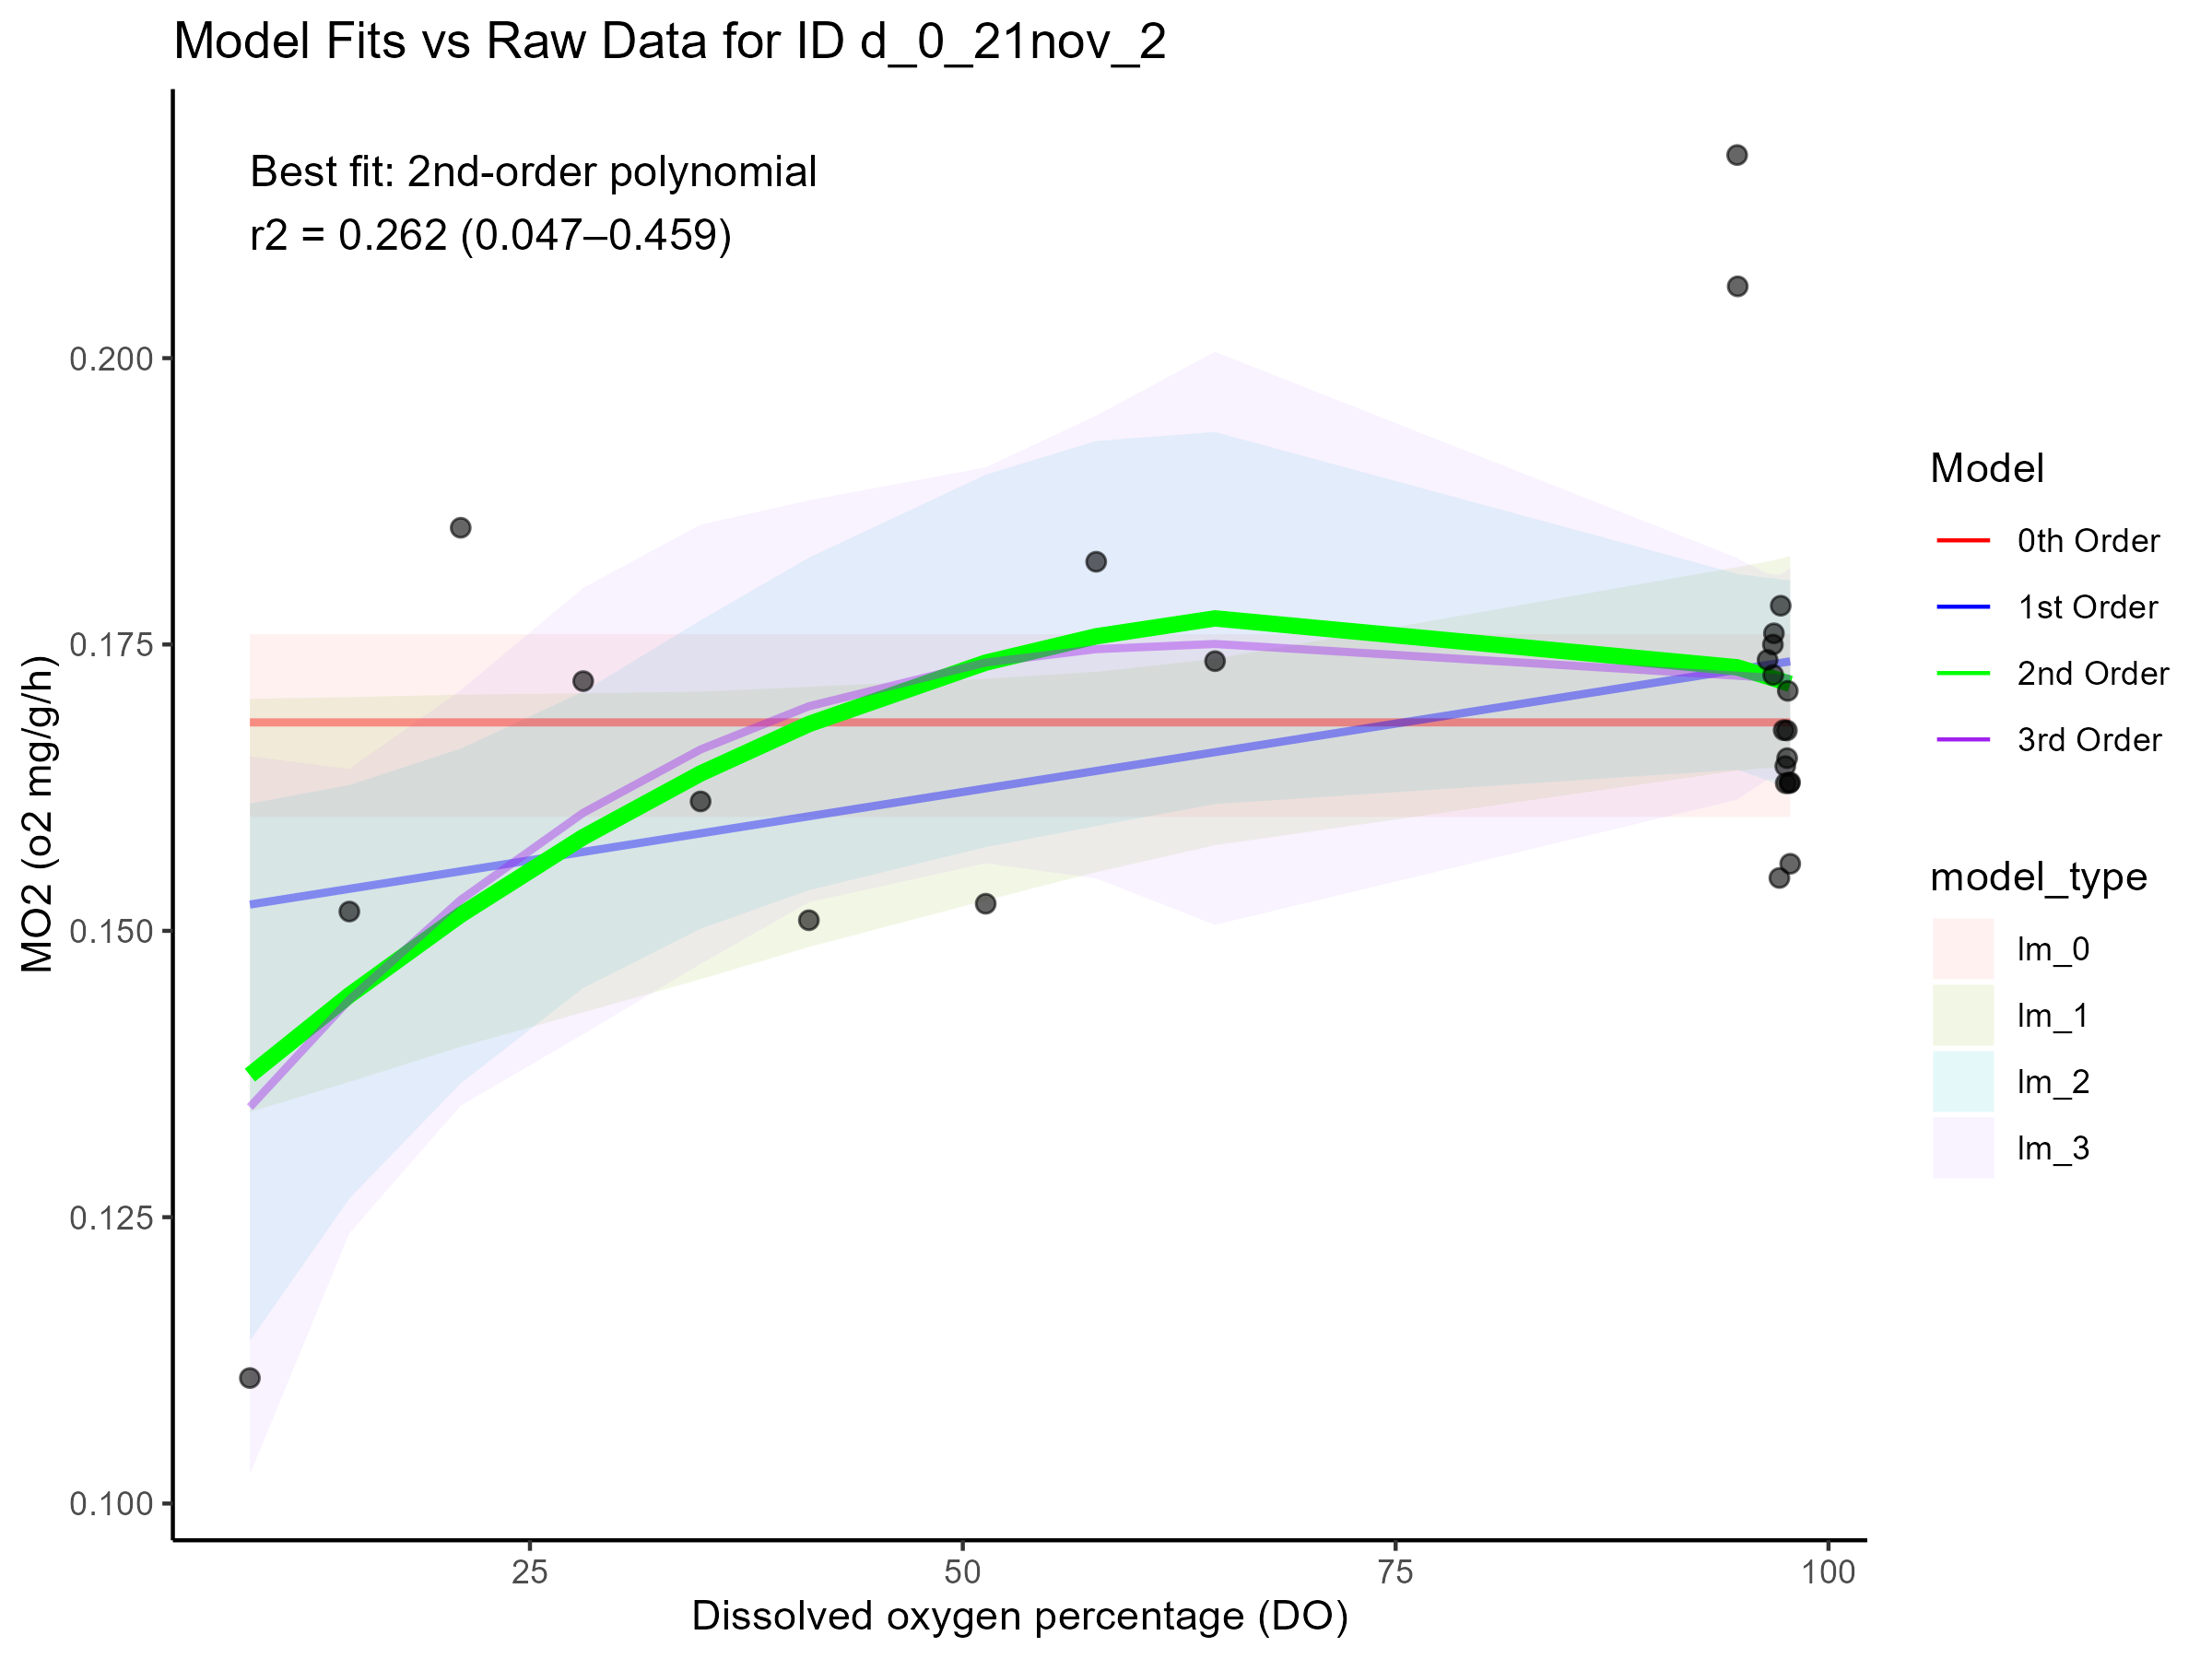 Model Fits vs Raw Data for ID d_0_21nov_2
Best fit: 2nd-order polynomial
r2 = 0.262 (0.047–0.459)
MO2 (o2 mg/g/h)
0.200
0.175
0.150
0.125
0.100
25
50
75
100
Dissolved oxygen percentage (DO)
Model
0th Order
1st Order
2nd Order
3rd Order
model_type
lm_0
lm_1
lm_2
lm_3